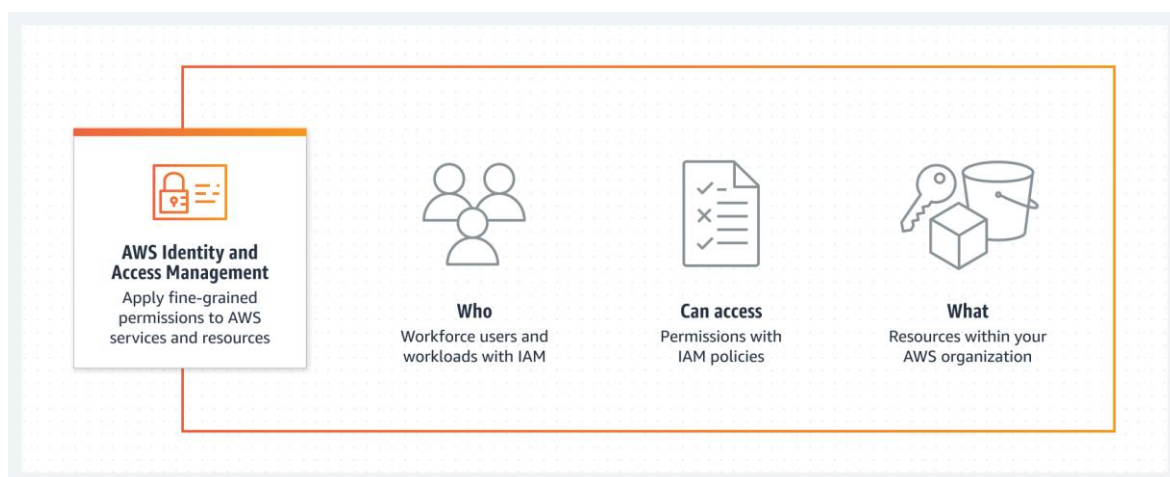 AWS Identity and
Access Management
Apply fine-grained
permissions to AWS
services and resources
Who
Workforce users and
workloads with IAM
Can access
Permissions with
IAM policies
What
Resources within your
AWS organization